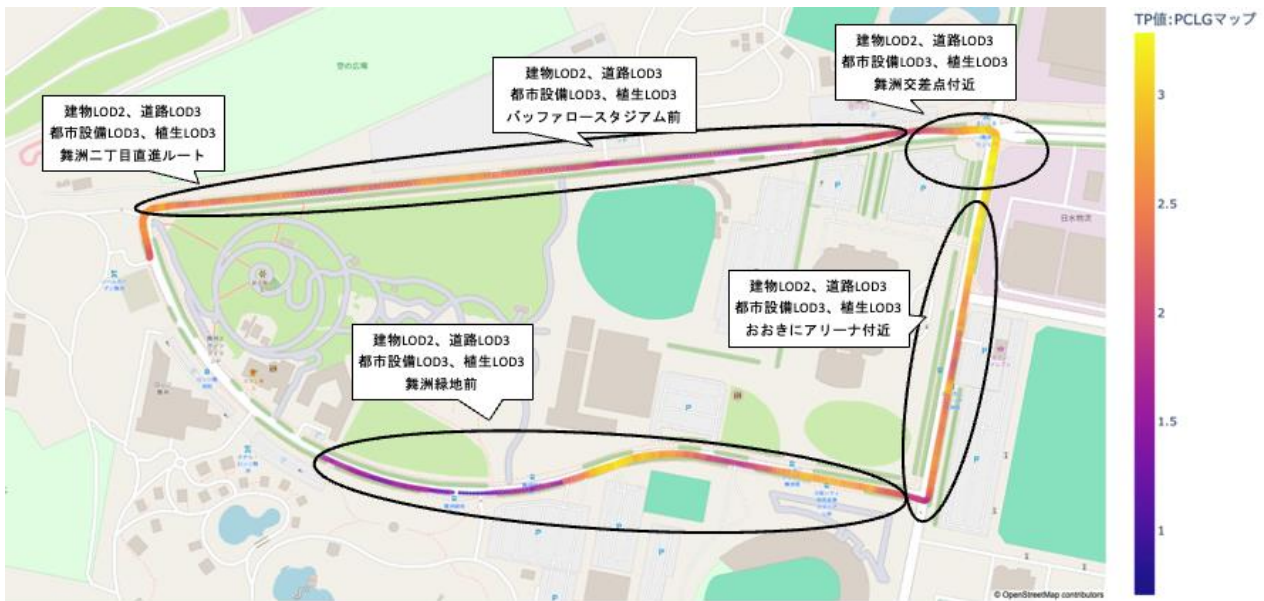 TP値:PCLGマップ
建物LOD2、道路LOD3
都市設備LOD3、植生LOD3
舞洲交差点付近
建物LOD2、道路LOD3
都市設備LOD3、植生LOD3
バッファロースタジアム前
建物LOD2、道路LOD3
都市設備LOD3、植生LOD3
舞洲二丁目直進ルート
建物LOD2、道路LOD3
都市設備LOD3、植生LOD3
おおきにアリーナ付近
建物LOD2、道路LOD3
都市設備LOD3、植生LOD3
舞洲緑地前
空の広場
P
P
P
P
P
P
P
3
2.5
2
1.5
1
© OpenStreetMap contributors